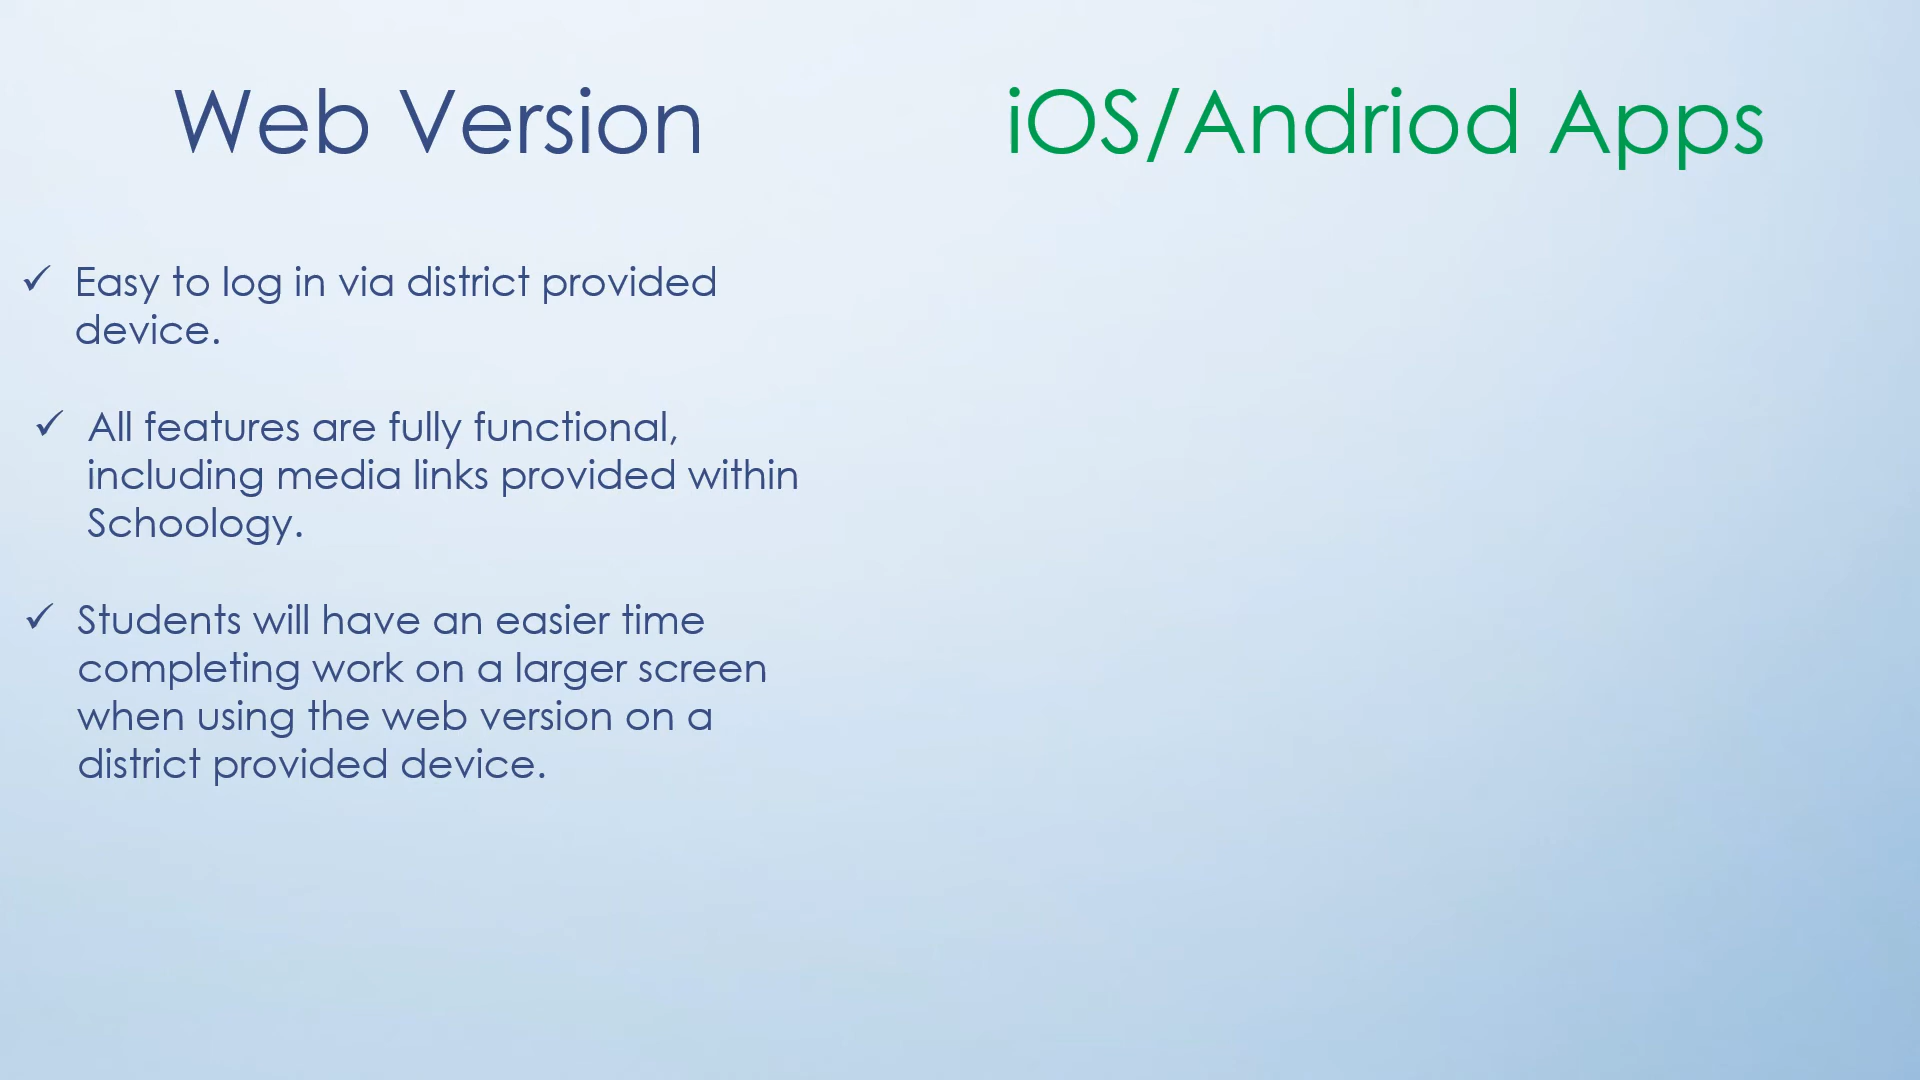 Web Version
iOS/Andriod Apps
✓ Easy to log in via district provided
device.
✓ All features are fully functional,
including media links provided within
Schoology.
✓ Students will have an easier time
completing work on a larger screen
when using the web version on a
district provided device.